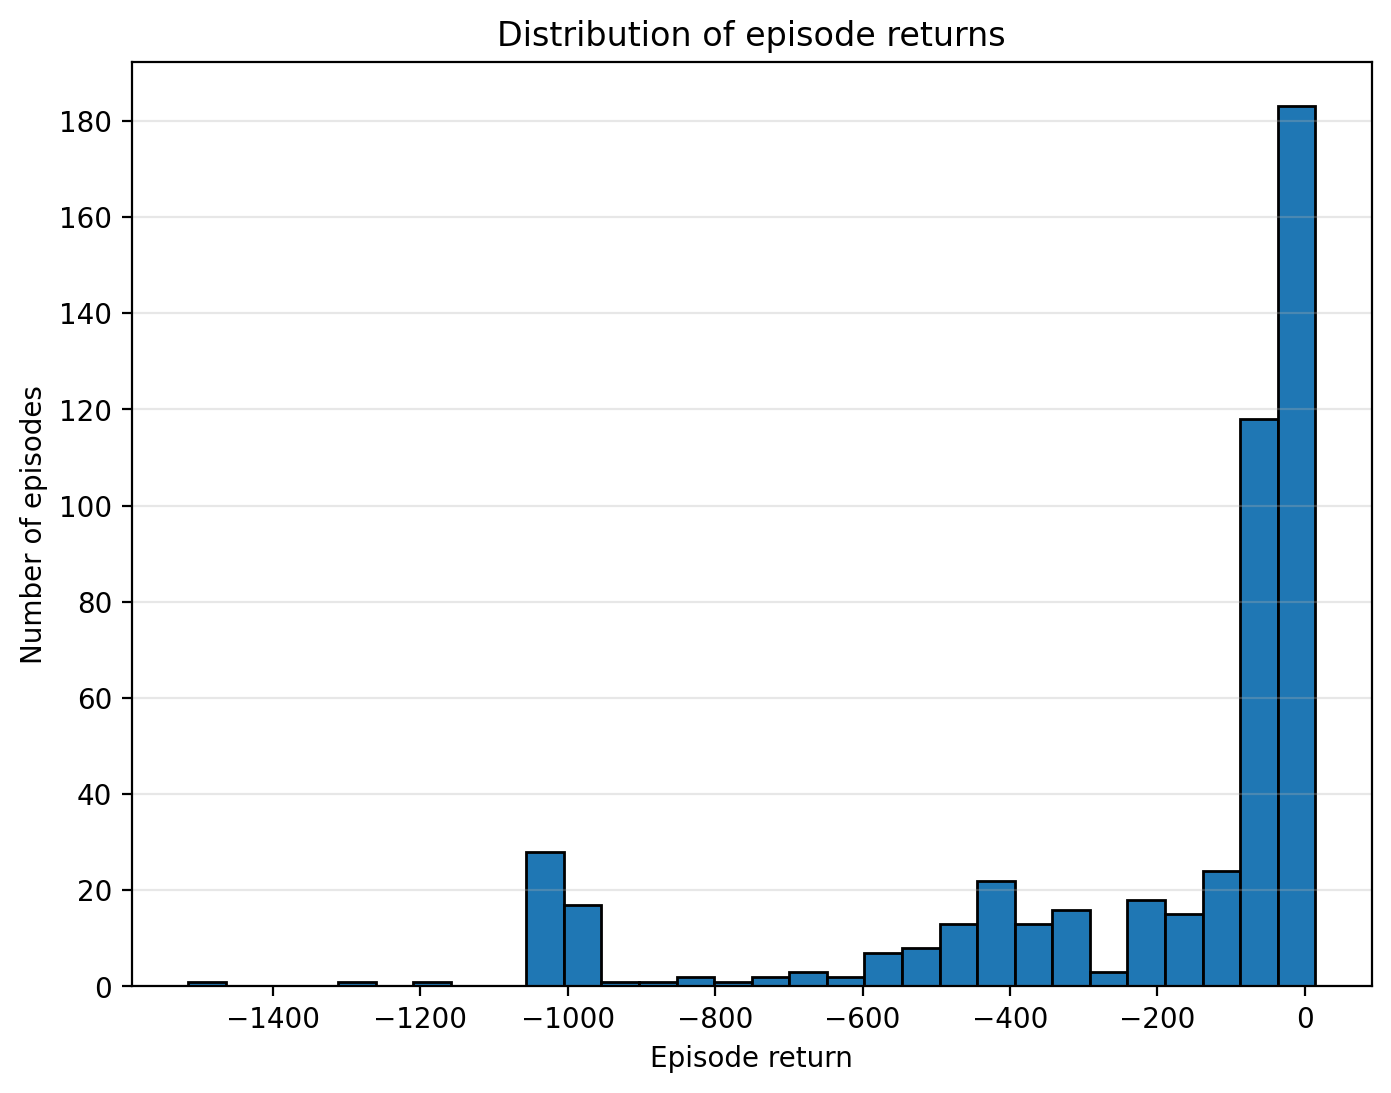 Distribution of episode returns
180
160
140
120
100
80
60
40
20
0
Number of episodes
−1400 −1200 −1000 −800 −600 −400 −200 0
Episode return